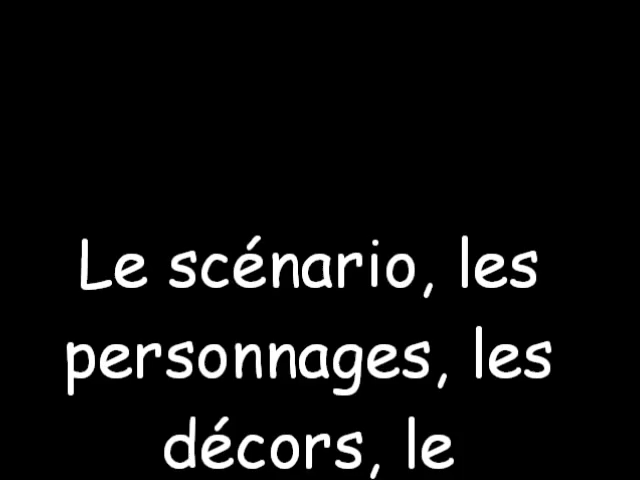 Le scénario, les
personnages, les
décors, le